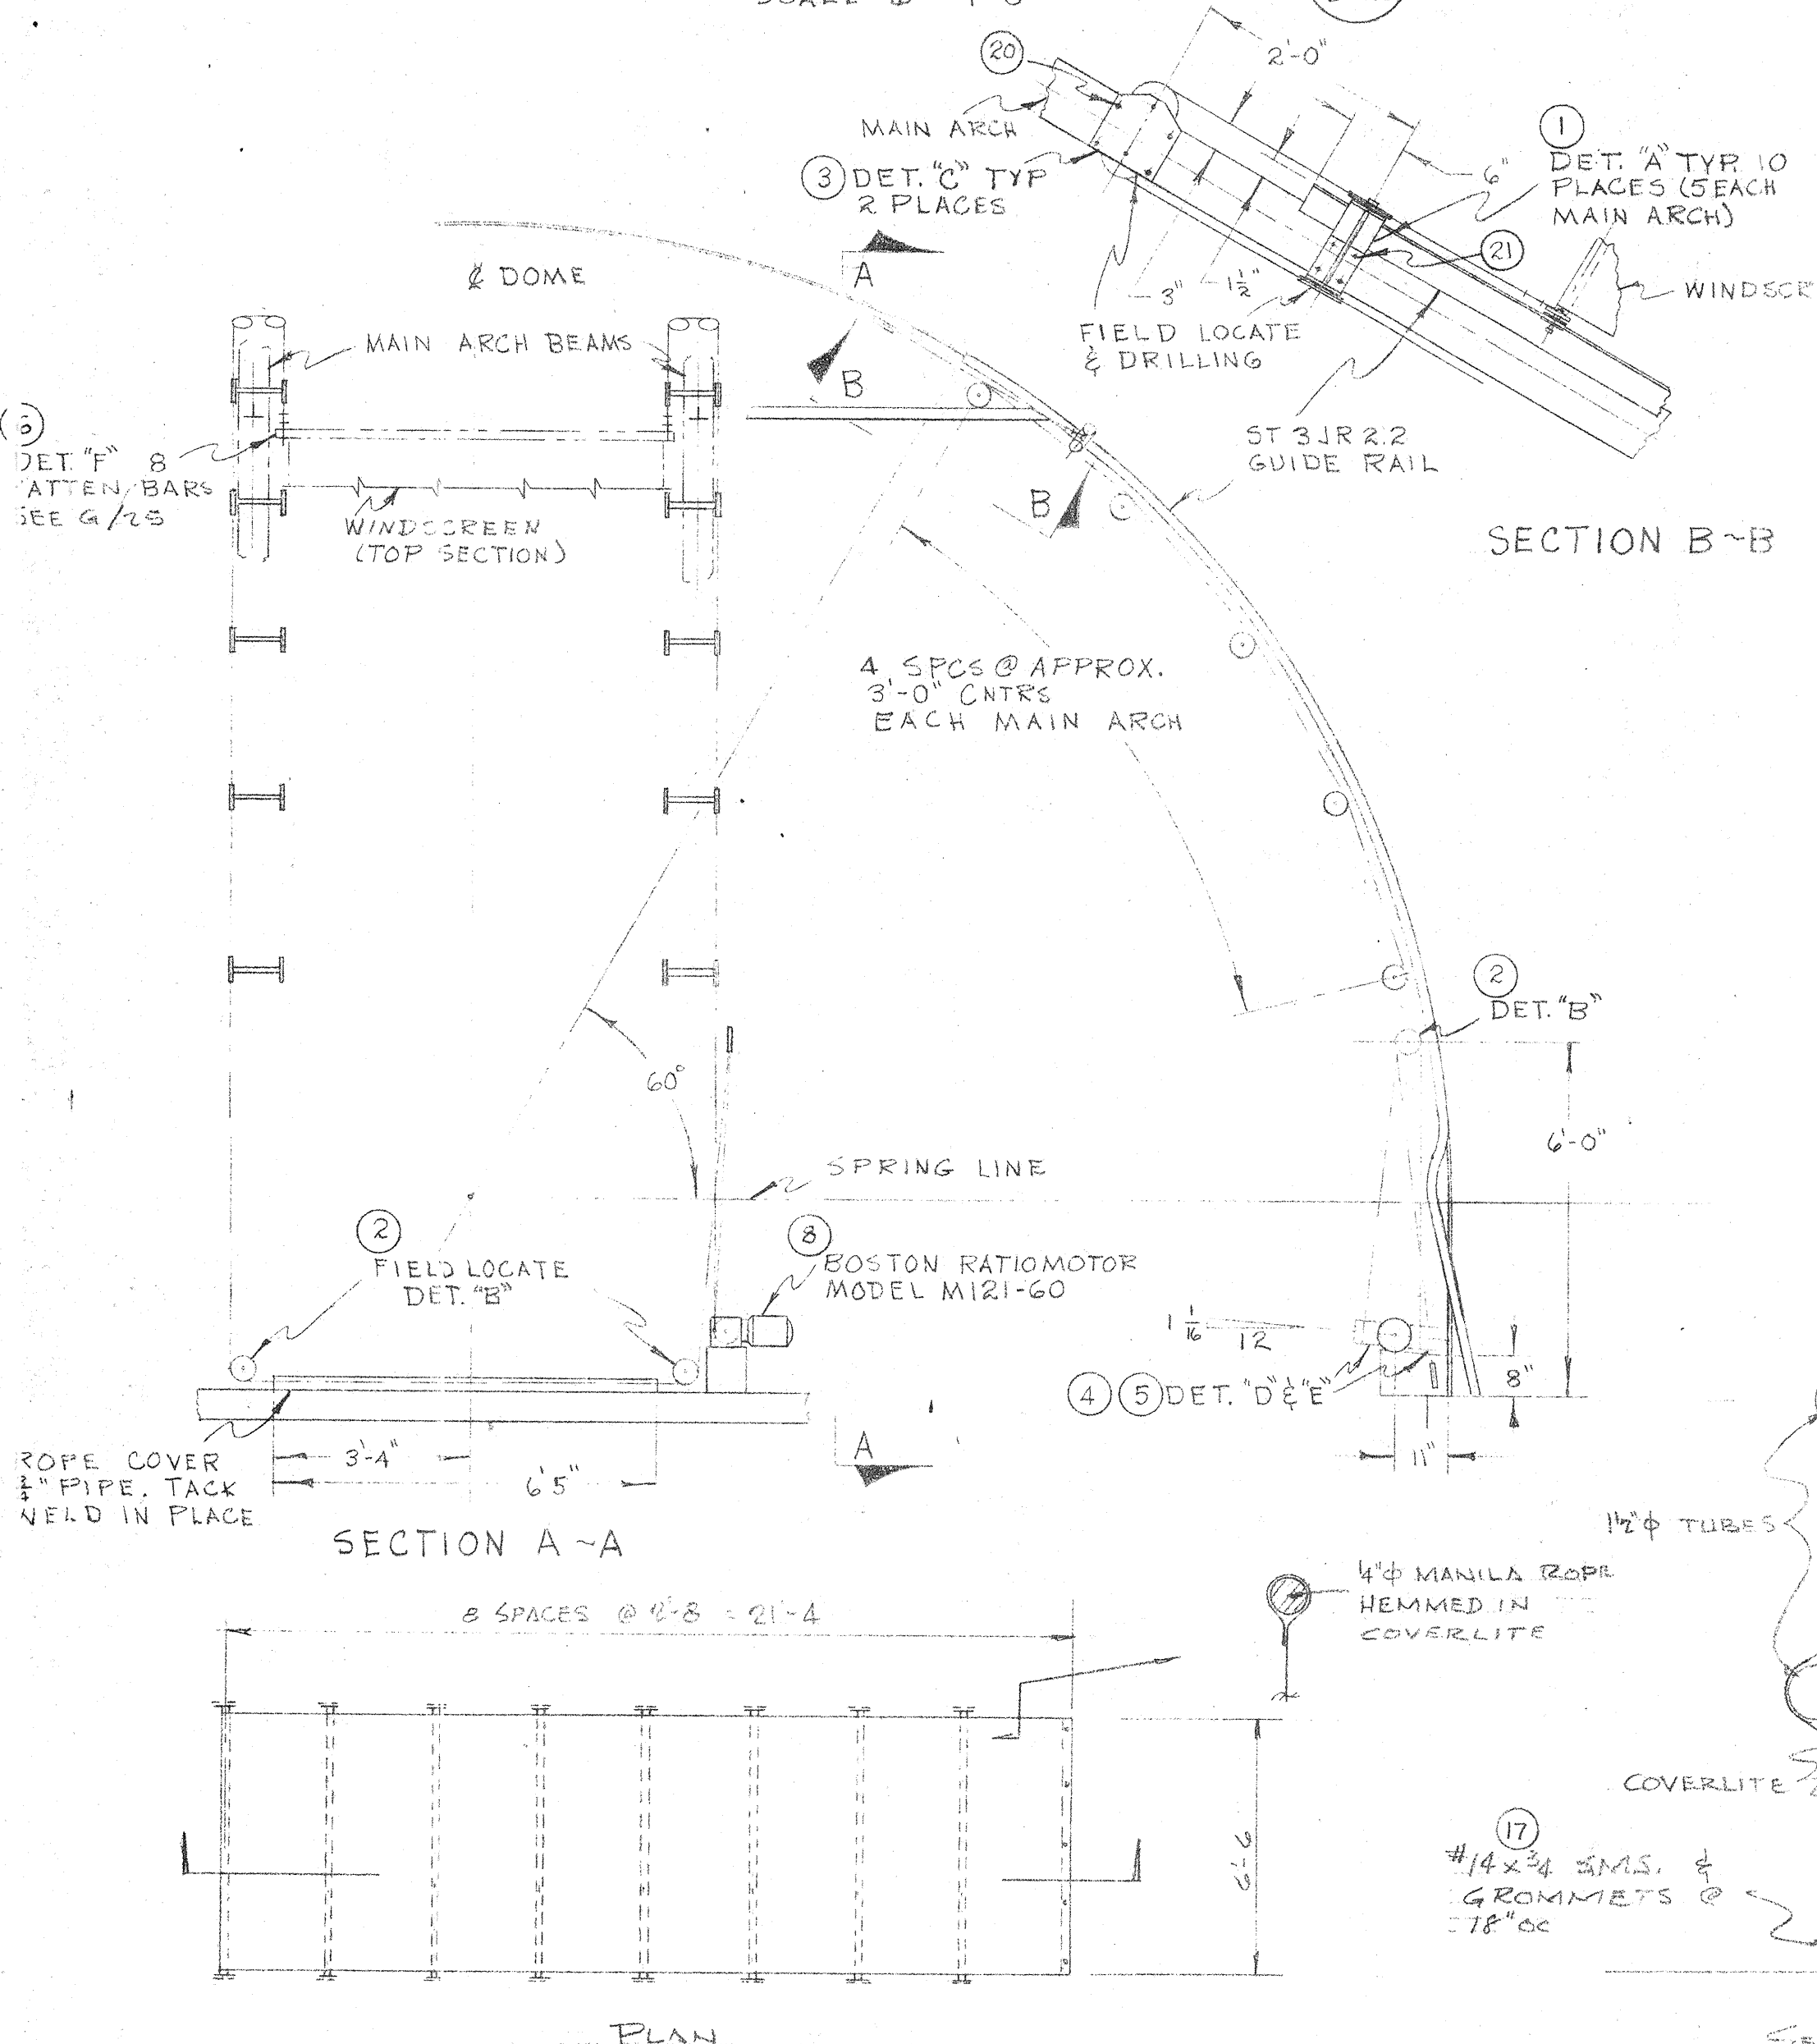 20
2'-0"
MAIN ARCH
3 DET. "C" TYP
2 PLACES
1
DET. "A" TYP. 10
PLACES (5 EACH
MAIN ARCH)
6"
21
WINDSCR
3"
1 1/2"
FIELD LOCATE
& DRILLING
ST 3 JR 2.2
GUIDE RAIL
SECTION B~B
A
℄ DOME
MAIN ARCH BEAMS
B
DET. "F" 8
ATTEN BARS
SEE G/25
WINDSCREEN
(TOP SECTION)
B
4 SPCS @ APPROX.
3'-0" CNTRS
EACH MAIN ARCH
2
DET. "B"
60°
6'-0"
SPRING LINE
2
FIELD LOCATE
DET. "B"
8
BOSTON RATIOMOTOR
MODEL M121-60
1 1/16
12
4 5 DET. "D" & "E"
8"
11"
ROPE COVER
3/4" PIPE. TACK
WELD IN PLACE
3'-4"
6'5"
A
SECTION A~A
1 1/2"φ TUBES
1/4"φ MANILA ROPE
HEMMED IN
COVERLITE
8 SPACES @ 2'-8 = 21'-4
COVERLITE
17
#14 x 3/4 SMS. &
GROMMETS @
18" OC
PLAN